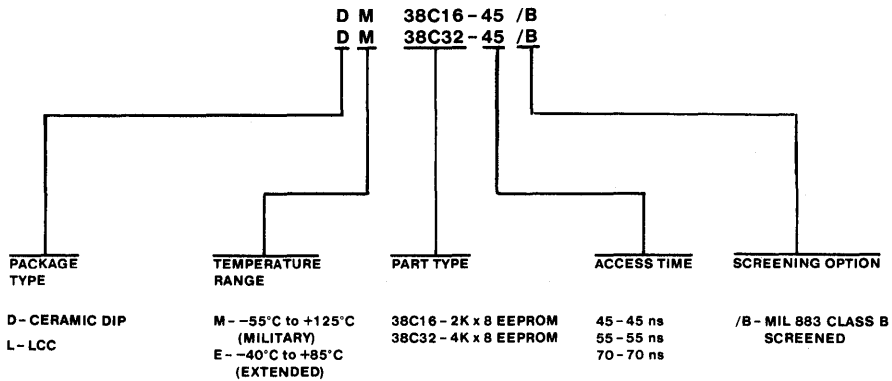 D M 38C16-45 /B
D M 38C32-45 /B
PACKAGE
TYPE
D-CERAMIC DIP
L-LCC
TEMPERATURE
RANGE
M--55°C to +125°C
(MILITARY)
E--40°C to +85°C
(EXTENDED)
PART TYPE
38C16-2K x 8 EEPROM
38C32-4K x 8 EEPROM
ACCESS TIME
45-45 ns
55-55 ns
70-70 ns
SCREENING OPTION
/B-MIL 883 CLASS B
SCREENED